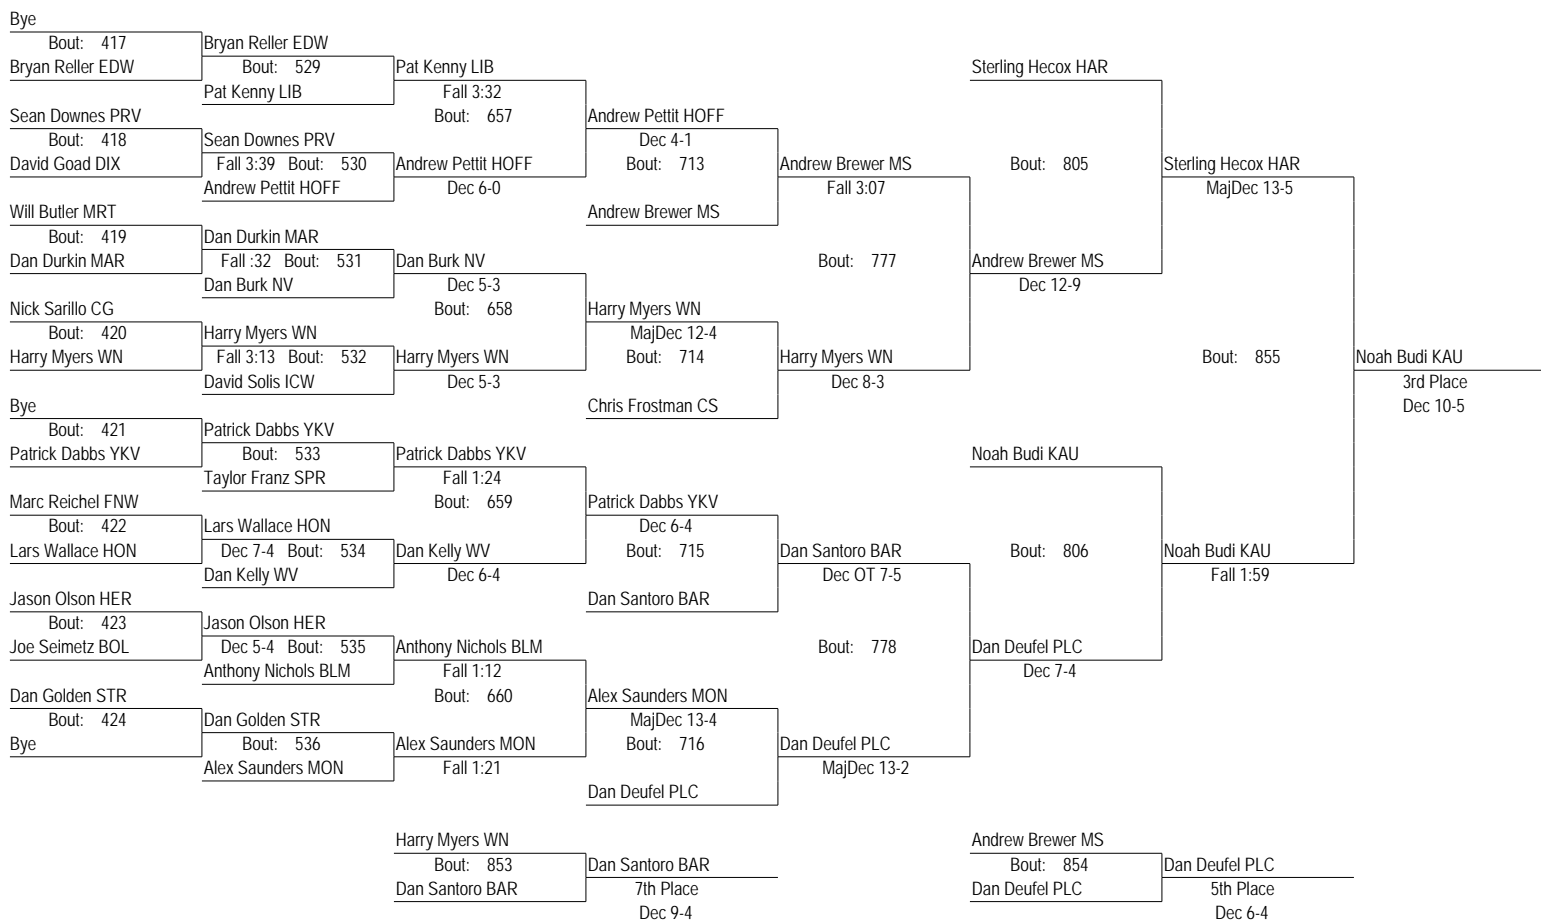 Bye
Bout: 417
Bryan Reller EDW
Sean Downes PRV
Bout: 418
David Goad DIX
Will Butler MRT
Bout: 419
Dan Durkin MAR
Nick Sarillo CG
Bout: 420
Harry Myers WN
Bye
Bout: 421
Patrick Dabbs YKV
Marc Reichel FNW
Bout: 422
Lars Wallace HON
Jason Olson HER
Bout: 423
Joe Seimetz BOL
Dan Golden STR
Bout: 424
Bye
Bryan Reller EDW
Bout: 529
Pat Kenny LIB
Sean Downes PRV
Fall 3:39 Bout: 530
Andrew Pettit HOFF
Dan Durkin MAR
Fall :32 Bout: 531
Dan Burk NV
Harry Myers WN
Fall 3:13 Bout: 532
David Solis ICW
Patrick Dabbs YKV
Bout: 533
Taylor Franz SPR
Lars Wallace HON
Dec 7-4 Bout: 534
Dan Kelly WV
Jason Olson HER
Dec 5-4 Bout: 535
Anthony Nichols BLM
Dan Golden STR
Bout: 536
Alex Saunders MON
Pat Kenny LIB
Fall 3:32
Bout: 657
Andrew Pettit HOFF
Dec 6-0
Dan Burk NV
Dec 5-3
Bout: 658
Harry Myers WN
Dec 5-3
Patrick Dabbs YKV
Fall 1:24
Bout: 659
Dan Kelly WV
Dec 6-4
Anthony Nichols BLM
Fall 1:12
Bout: 660
Alex Saunders MON
Fall 1:21
Andrew Pettit HOFF
Dec 4-1
Bout: 713
Andrew Brewer MS
Harry Myers WN
MajDec 12-4
Bout: 714
Chris Frostman CS
Patrick Dabbs YKV
Dec 6-4
Bout: 715
Dan Santoro BAR
Alex Saunders MON
MajDec 13-4
Bout: 716
Dan Deufel PLC
Andrew Brewer MS
Fall 3:07
Bout: 777
Harry Myers WN
Dec 8-3
Dan Santoro BAR
Dec OT 7-5
Bout: 778
Dan Deufel PLC
MajDec 13-2
Sterling Hecox HAR
Bout: 805
Andrew Brewer MS
Dec 12-9
Noah Budi KAU
Bout: 806
Dan Deufel PLC
Dec 7-4
Sterling Hecox HAR
MajDec 13-5
Bout: 855
Noah Budi KAU
Fall 1:59
Noah Budi KAU
3rd Place
Dec 10-5
Harry Myers WN
Bout: 853
Dan Santoro BAR
Dan Santoro BAR
7th Place
Dec 9-4
Andrew Brewer MS
Bout: 854
Dan Deufel PLC
Dan Deufel PLC
5th Place
Dec 6-4